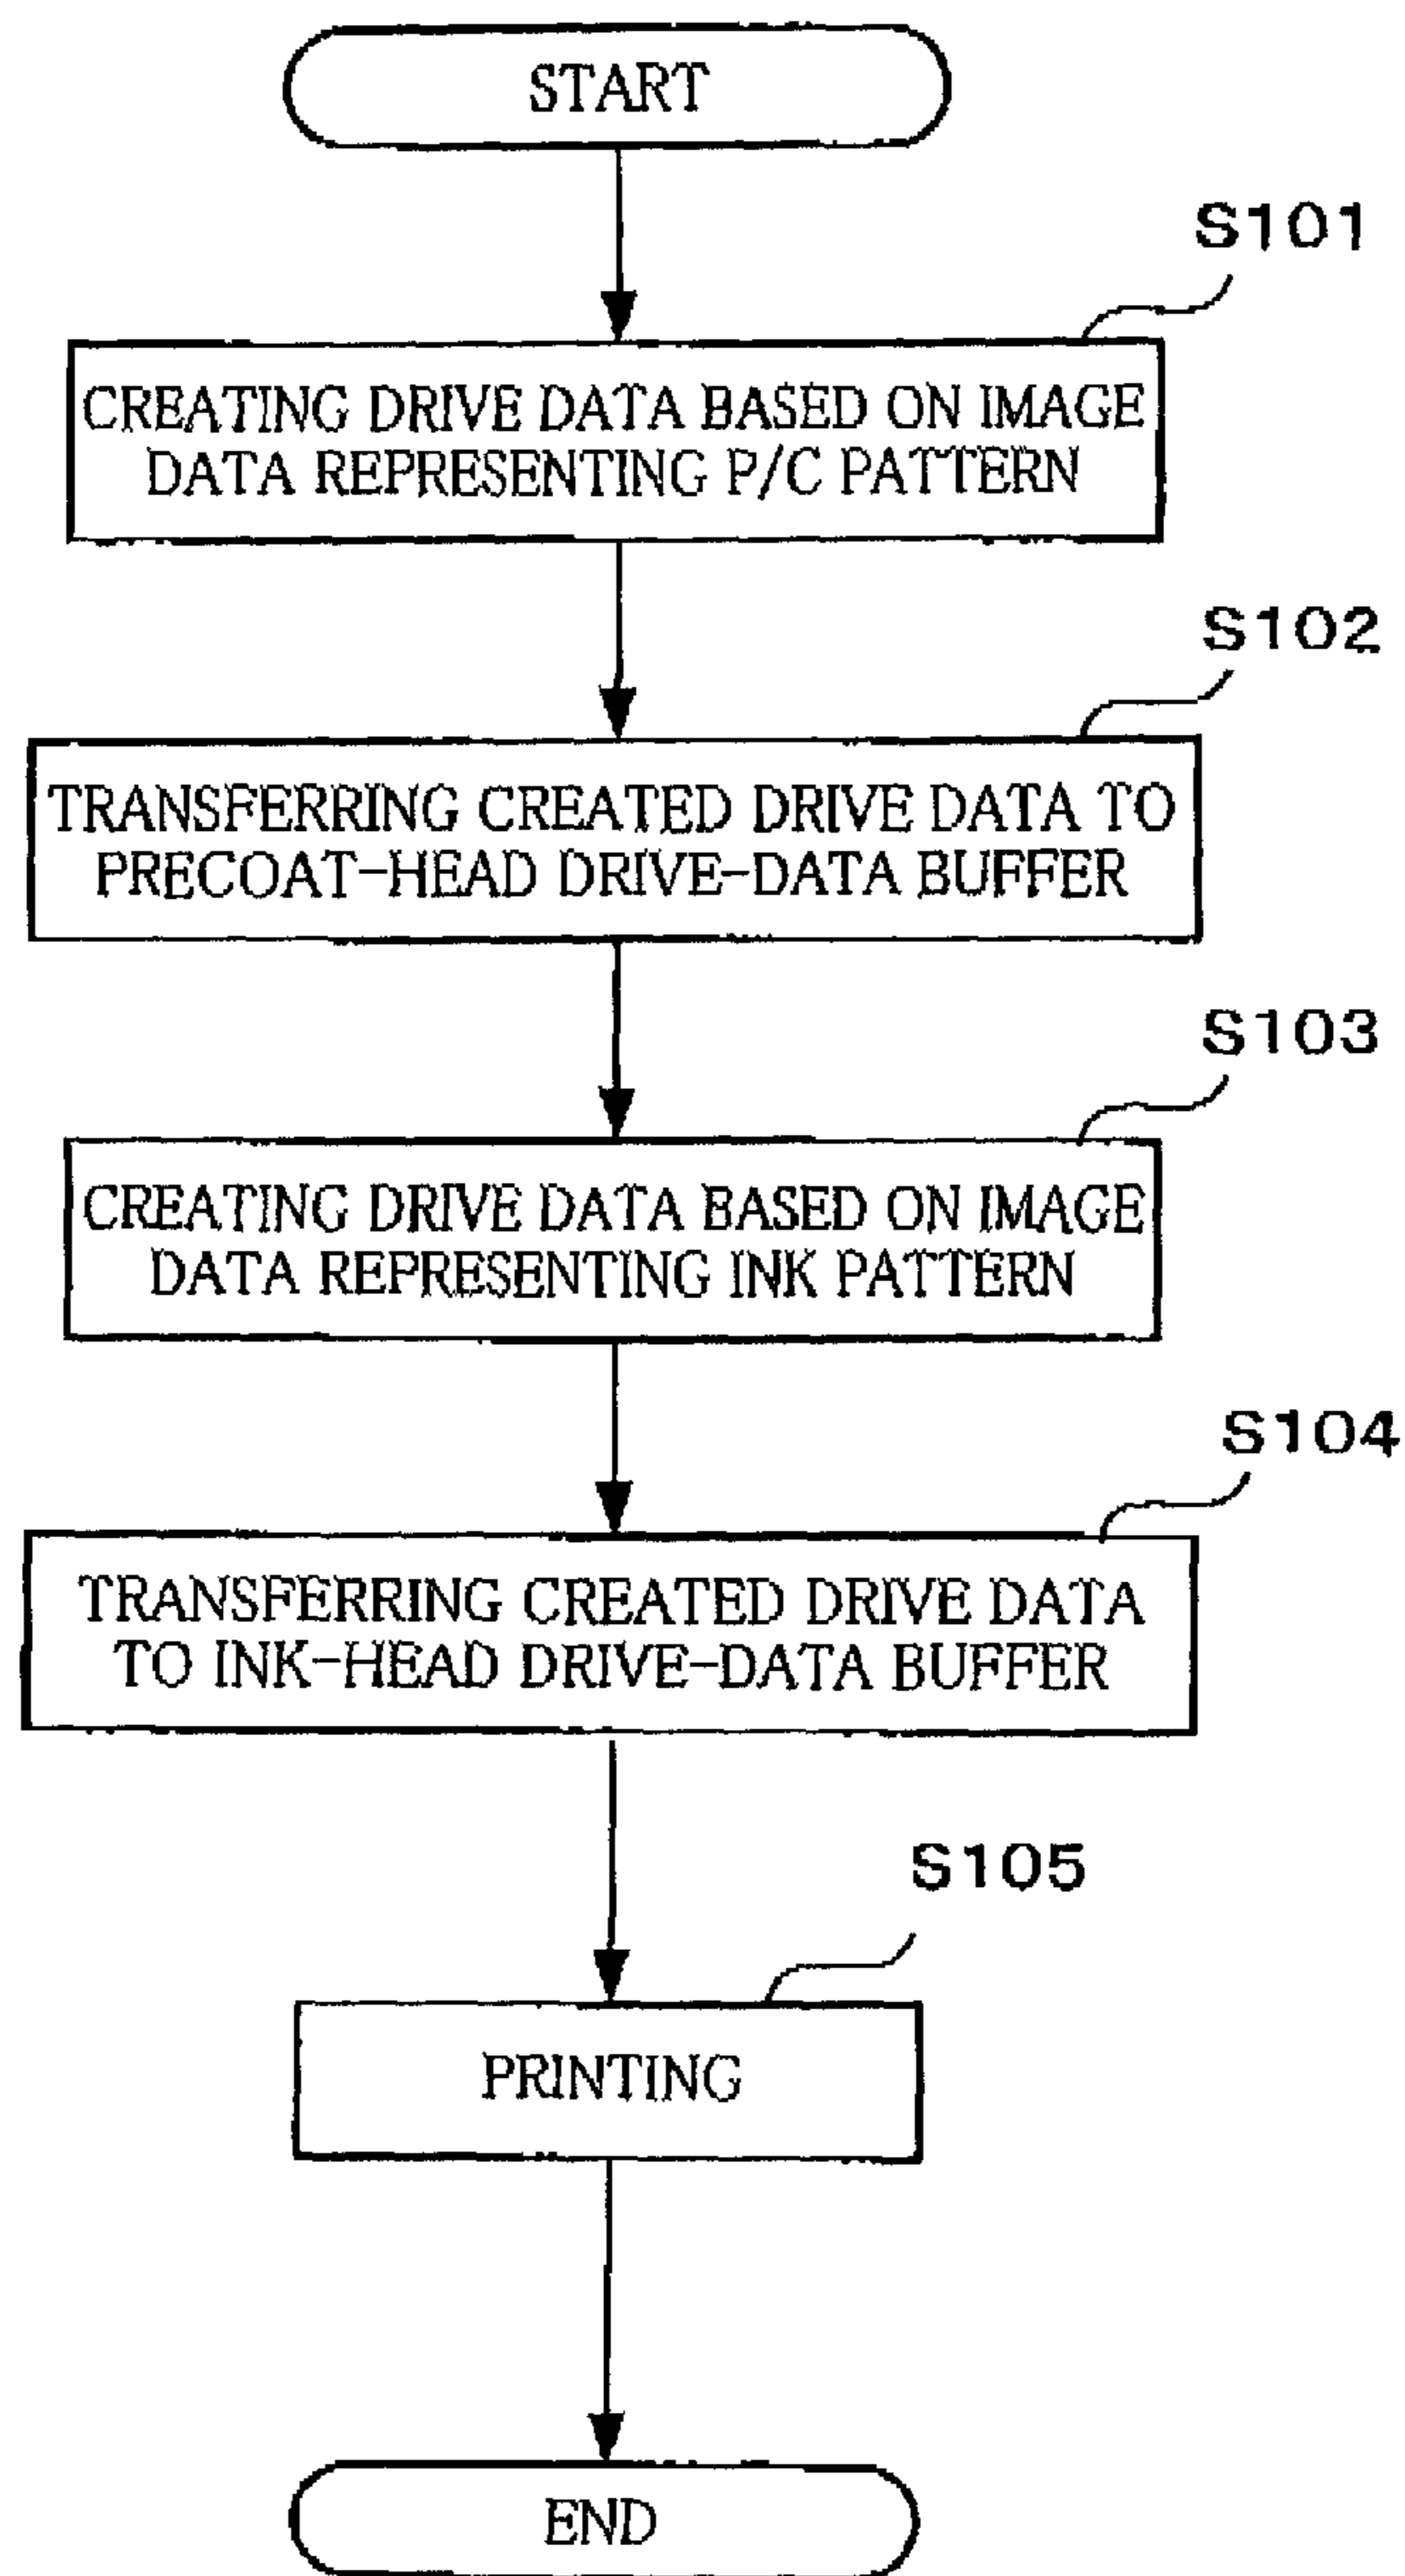 START
S101
CREATING DRIVE DATA BASED ON IMAGE
DATA REPRESENTING P/C PATTERN
S102
TRANSFERRING CREATED DRIVE DATA TO
PRECOAT-HEAD DRIVE-DATA BUFFER
S103
CREATING DRIVE DATA BASED ON IMAGE
DATA REPRESENTING INK PATTERN
S104
TRANSFERRING CREATED DRIVE DATA
TO INK-HEAD DRIVE-DATA BUFFER
S105
PRINTING
END